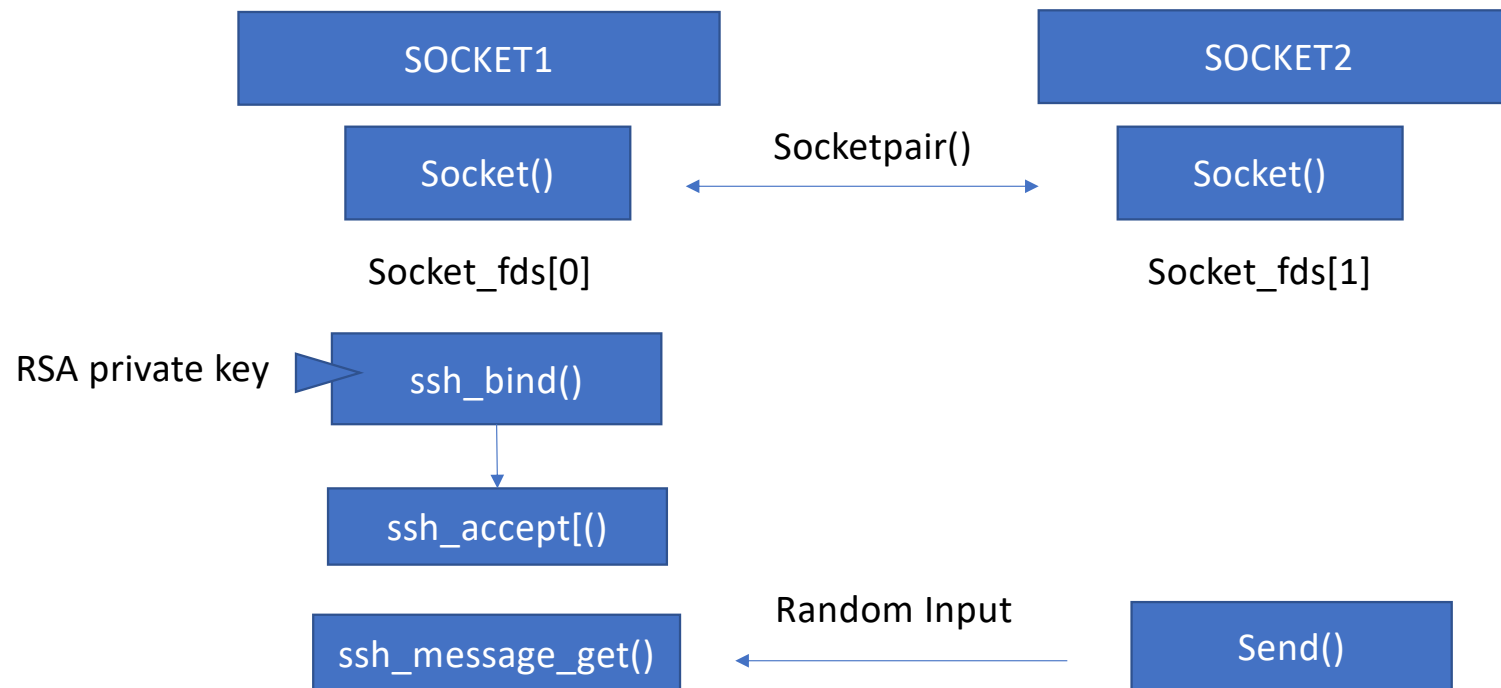 SOCKET1
SOCKET2
Socket()
Socketpair()
Socket()
Socket_fds[0]
Socket_fds[1]
RSA private key
ssh_bind()
ssh_accept[()
Random Input
ssh_message_get()
Send()